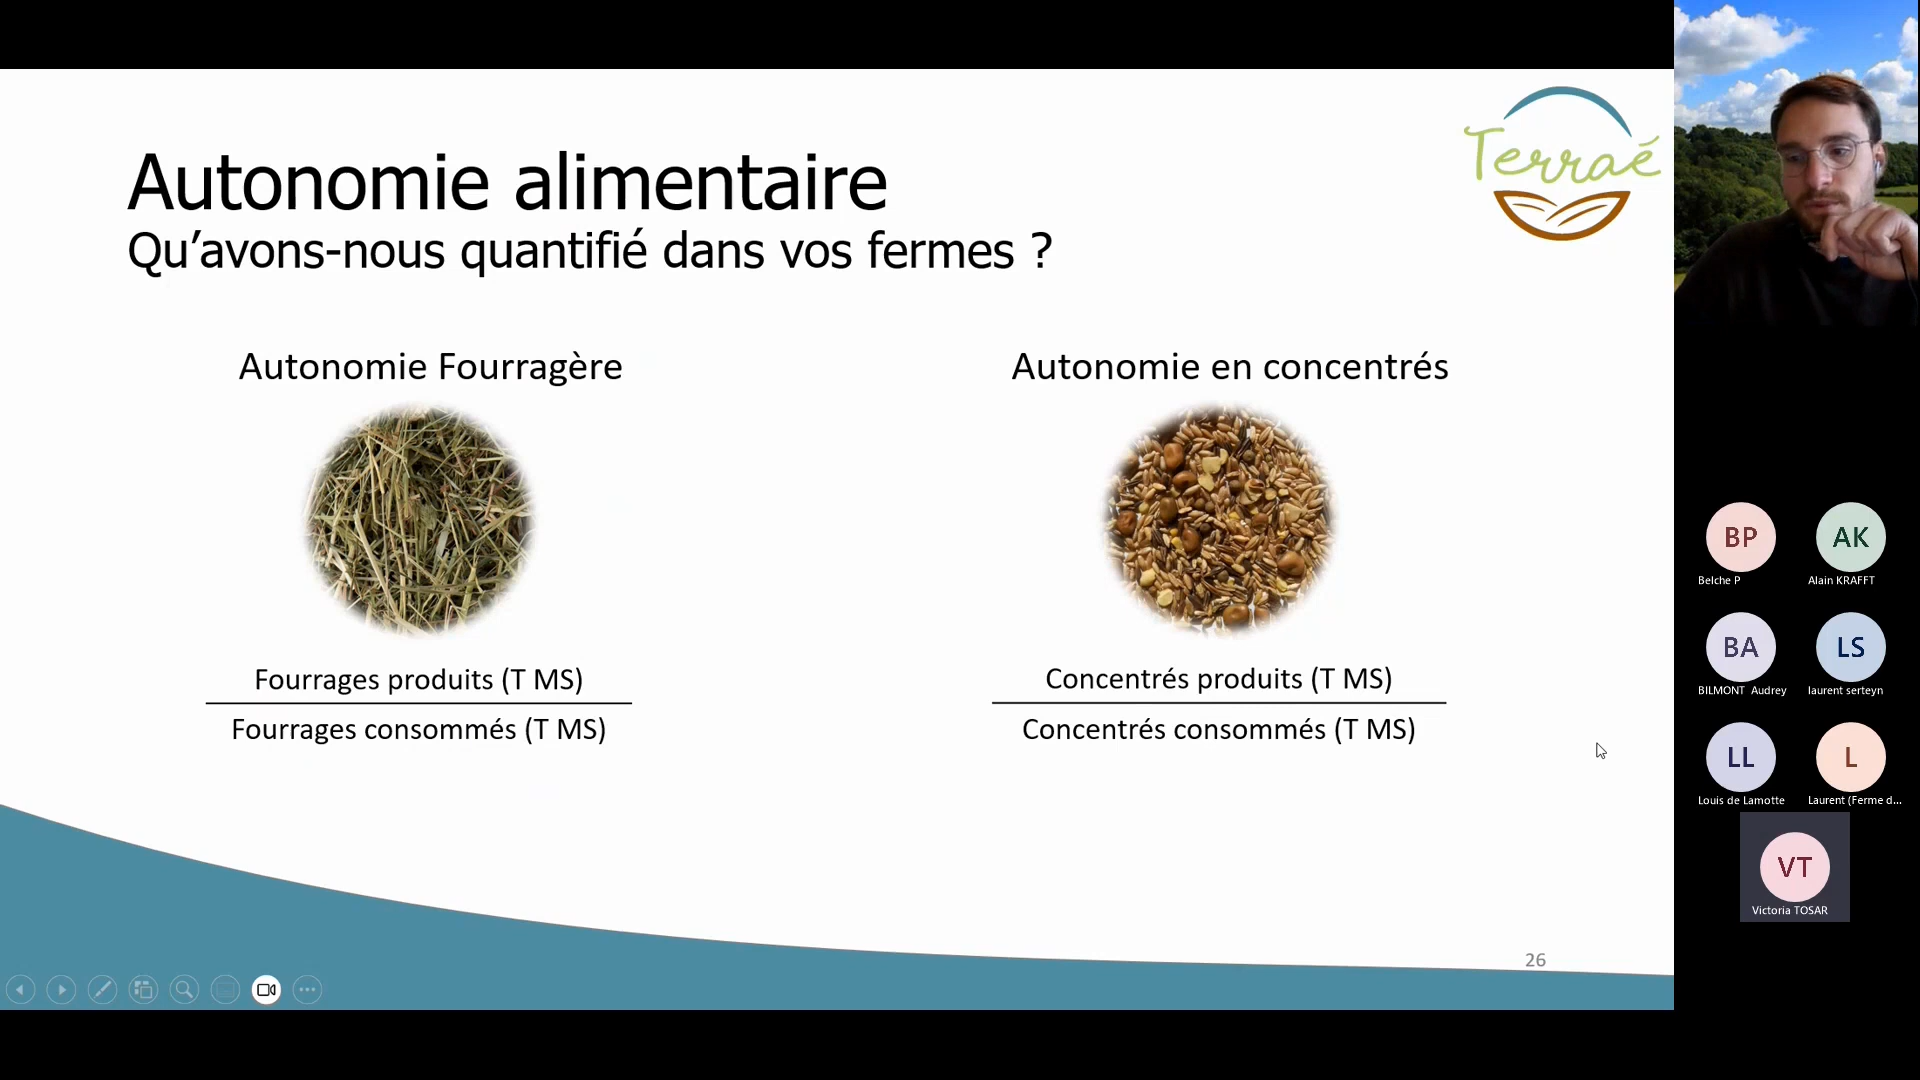 Terraé
Autonomie alimentaire
Qu’avons-nous quantifié dans vos fermes ?
Autonomie Fourragère
Fourrages produits (T MS)
Fourrages consommés (T MS)
Autonomie en concentrés
Concentrés produits (T MS)
Concentrés consommés (T MS)
26
BP
Belche P
AK
Alain KRAFFT
BA
BILMONT Audrey
LS
laurent serteyn
LL
Louis de Lamotte
L
Laurent (Ferme d...
VT
Victoria TOSAR